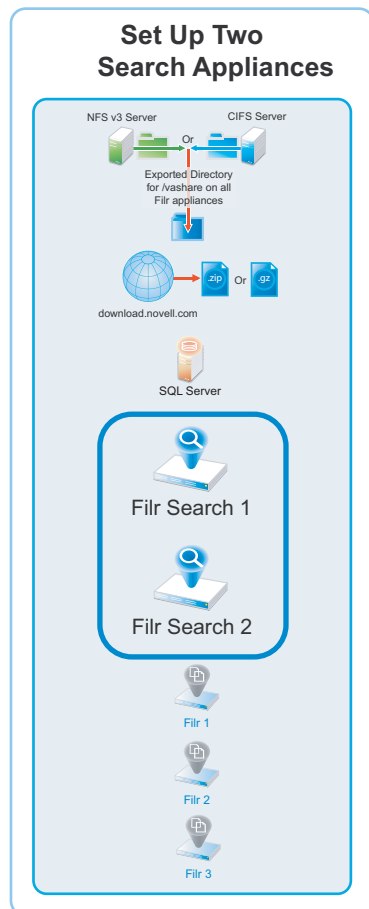 Set Up Two
Search Appliances
NFS v3 Server
CIFS Server
Or
Exported Directory
for /vashare on all
Filr appliances
.zip
Or
.gz
download.novell.com
SQL Server
Filr Search 1
Filr Search 2
Filr 1
Filr 2
Filr 3